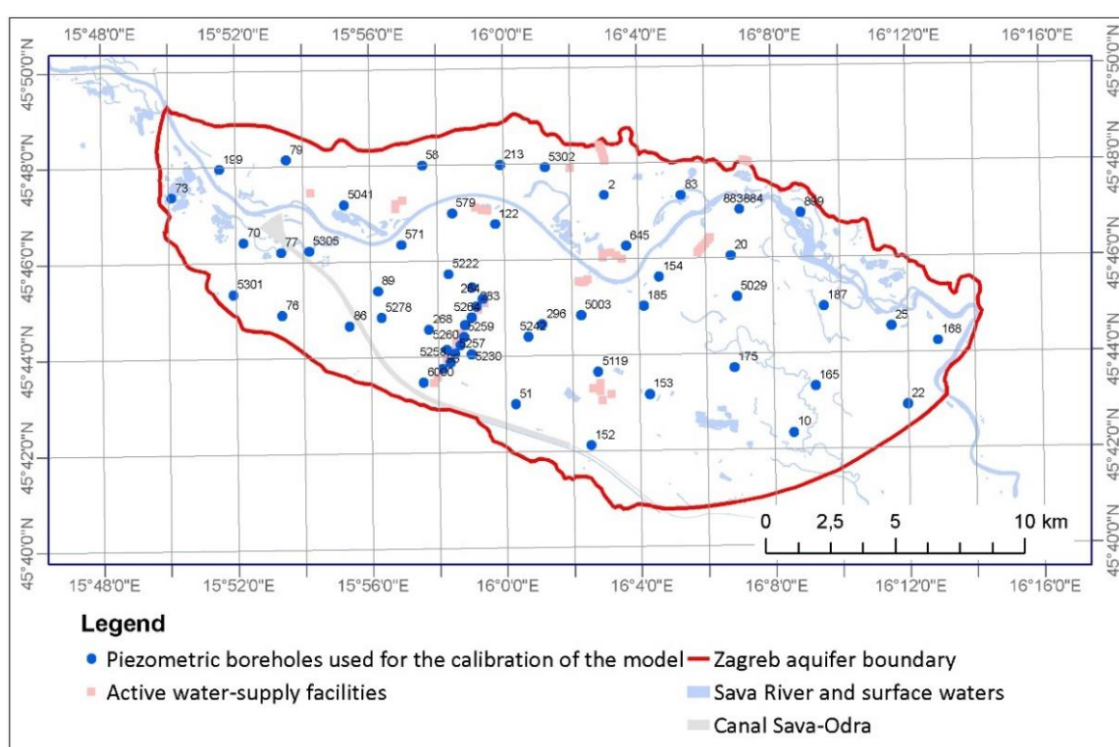 15°48'0"E 15°52'0"E 15°56'0"E 16°0'0"E 16°4'0"E 16°8'0"E 16°12'0"E 16°16'0"E
45°50'0"N 45°50'0"N
79 58 213 5302
199
45°48'0"N 45°48'0"N
73 5041 579 2 83 883884 899
122
70 77 5305 571 645 20
45°46'0"N 45°46'0"N
5222 154
5301 89 185 5029 187
76 86 5278 268 296 5003 25
5259 5242 168
5260 5257
45°44'0"N 45°44'0"N
5230 5119 175
153 165
51 22
152 10
45°42'0"N 45°42'0"N
0 2,5 5 10 km
45°40'0"N 45°40'0"N
15°48'0"E 15°52'0"E 15°56'0"E 16°0'0"E 16°4'0"E 16°8'0"E 16°12'0"E 16°16'0"E
Legend
Piezometric boreholes used for the calibration of the model
Zagreb aquifer boundary
Active water-supply facilities
Sava River and surface waters
Canal Sava-Odra